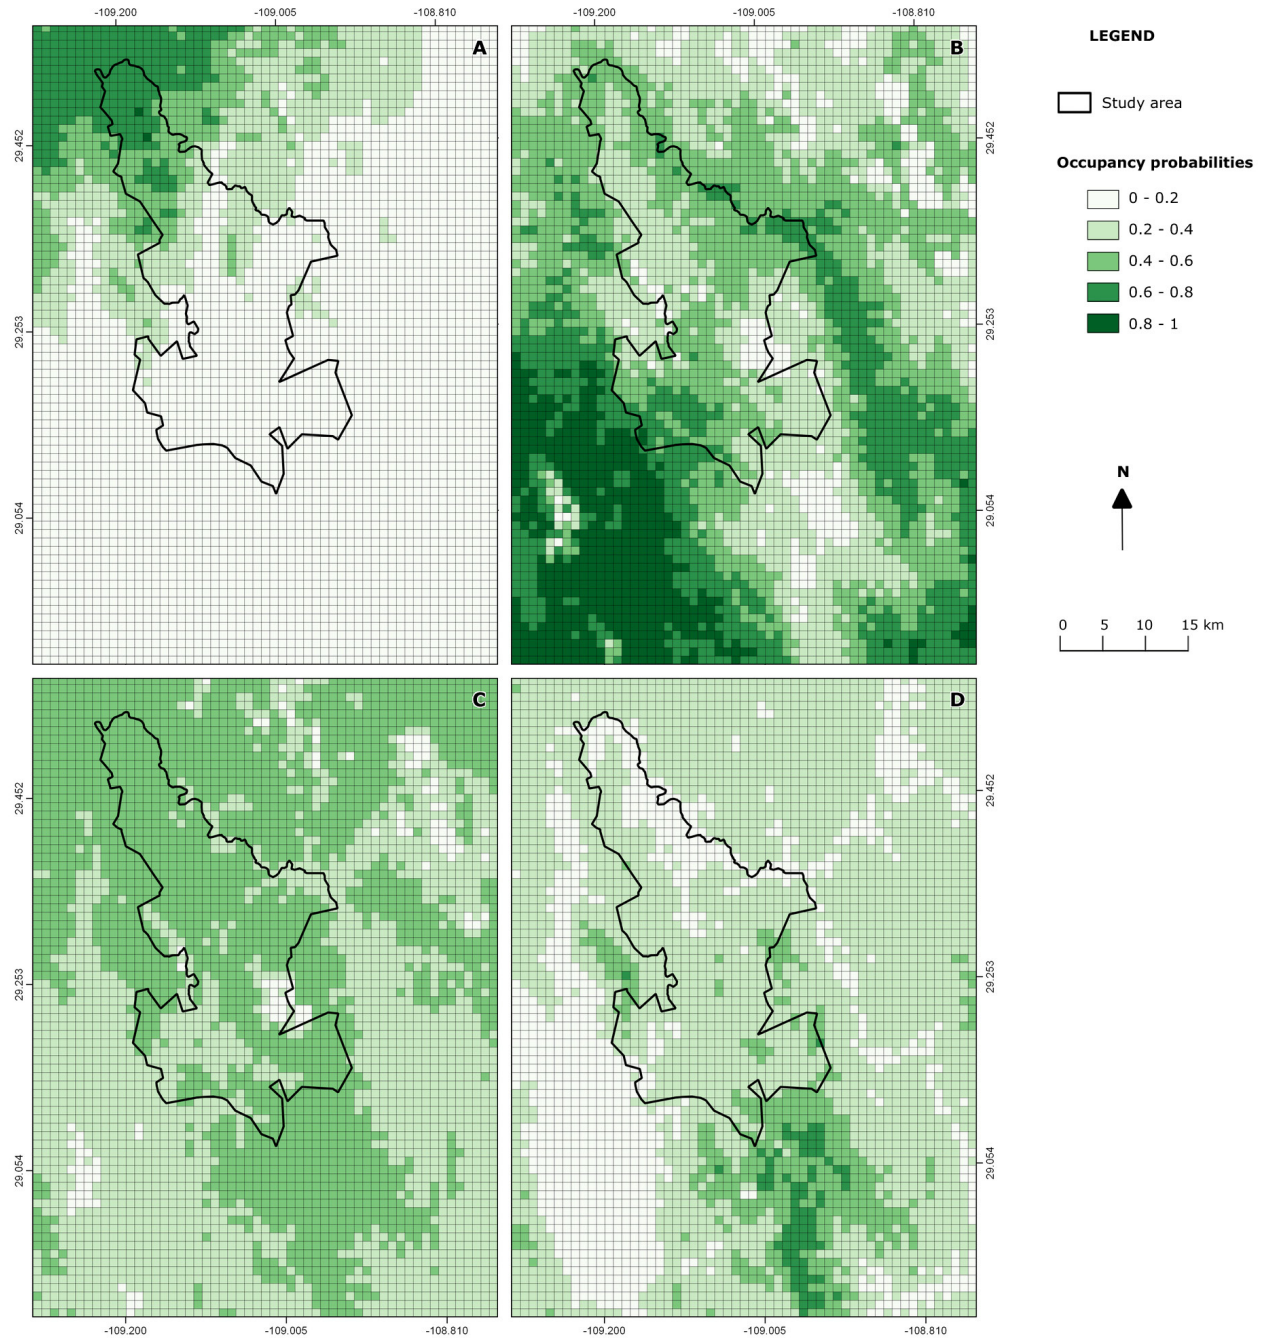 -109.200 -109.005 -108.810 -109.200 -109.005 -108.810
A B
29.452 29.452
29.253 29.253
29.054 29.054
C D
29.452 29.452
29.253 29.253
29.054 29.054
-109.200 -109.005 -108.810 -109.200 -109.005 -108.810
LEGEND
Study area
Occupancy probabilities
0 - 0.2
0.2 - 0.4
0.4 - 0.6
0.6 - 0.8
0.8 - 1
N
0 5 10 15 km